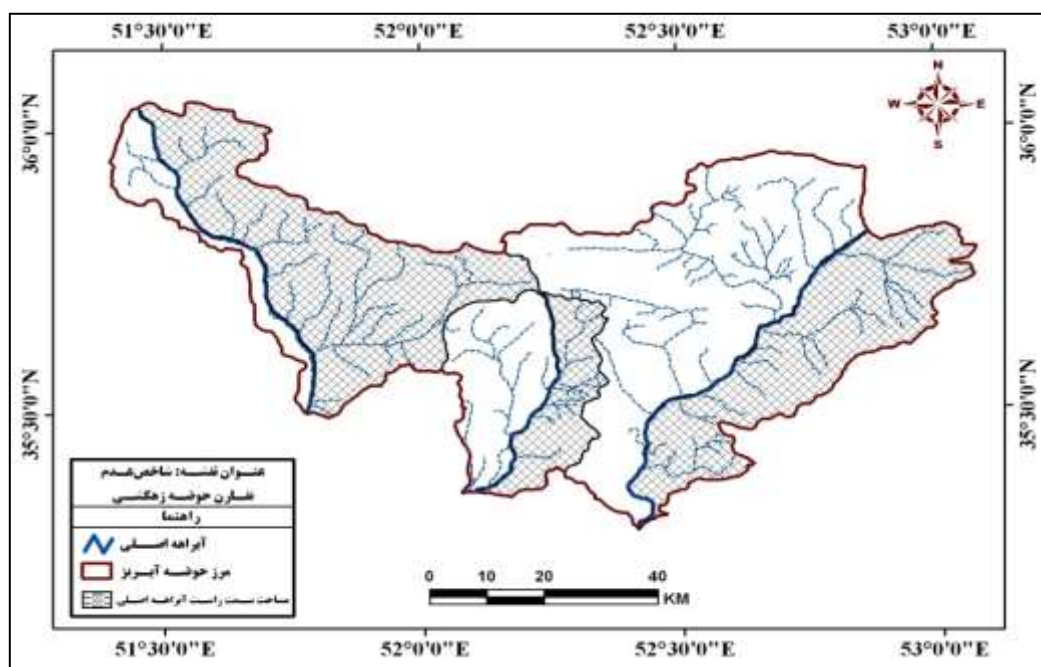 51°30'0"E 52°0'0"E 52°30'0"E 53°0'0"E
N
W E
S
36°0'0"N 36°0'0"N
35°30'0"N 35°30'0"N
عنوان نقشه: شاخص عدم
تقارن حوضه زهکشی
راهنما
آبراهه اصلی
مرز حوضه آبریز
مساحت سمت راست آبراهه اصلی
0 10 20 40
KM
51°30'0"E 52°0'0"E 52°30'0"E 53°0'0"E